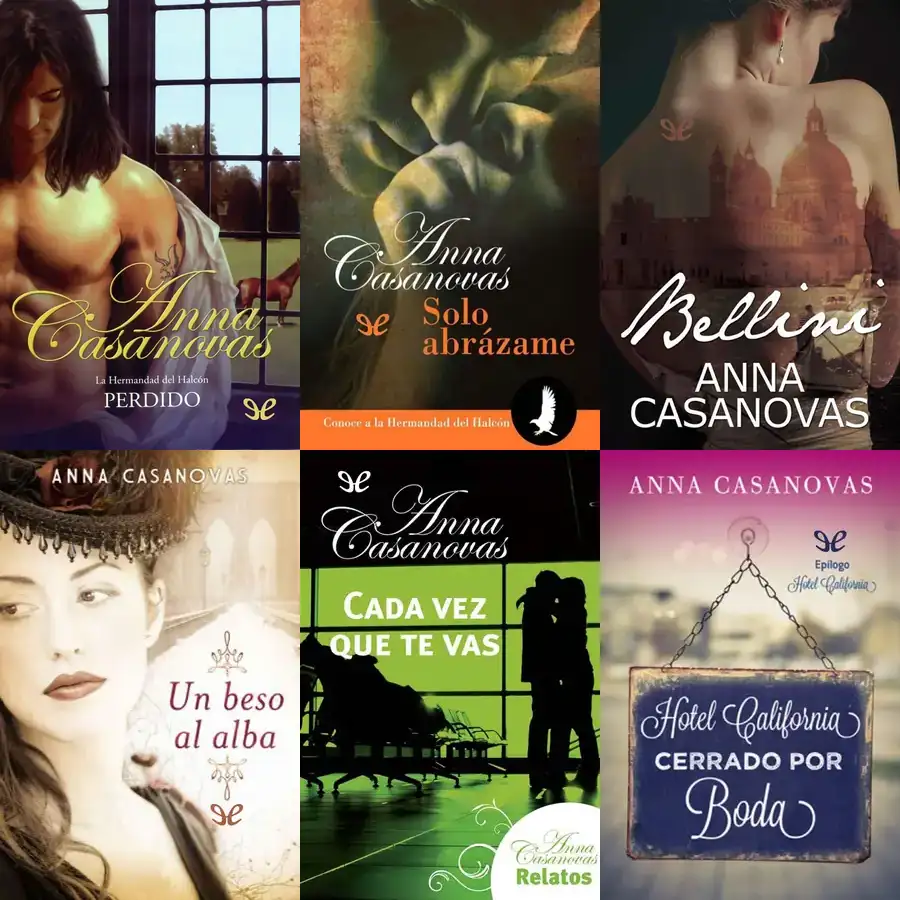 Anna
Casanovas
La Hermandad del Halcón
PERDIDO
Anna
Casanovas
Solo
abrázame
Conoce a la Hermandad del Halcón
Bellini
ANNA
CASANOVAS
ANNA CASANOVAS
Un beso
al alba
Anna
Casanovas
CADA VEZ
QUE TE VAS
Anna
Casanovas
Relatos
ANNA CASANOVAS
Epílogo
Hotel California
Hotel California
CERRADO POR
Boda